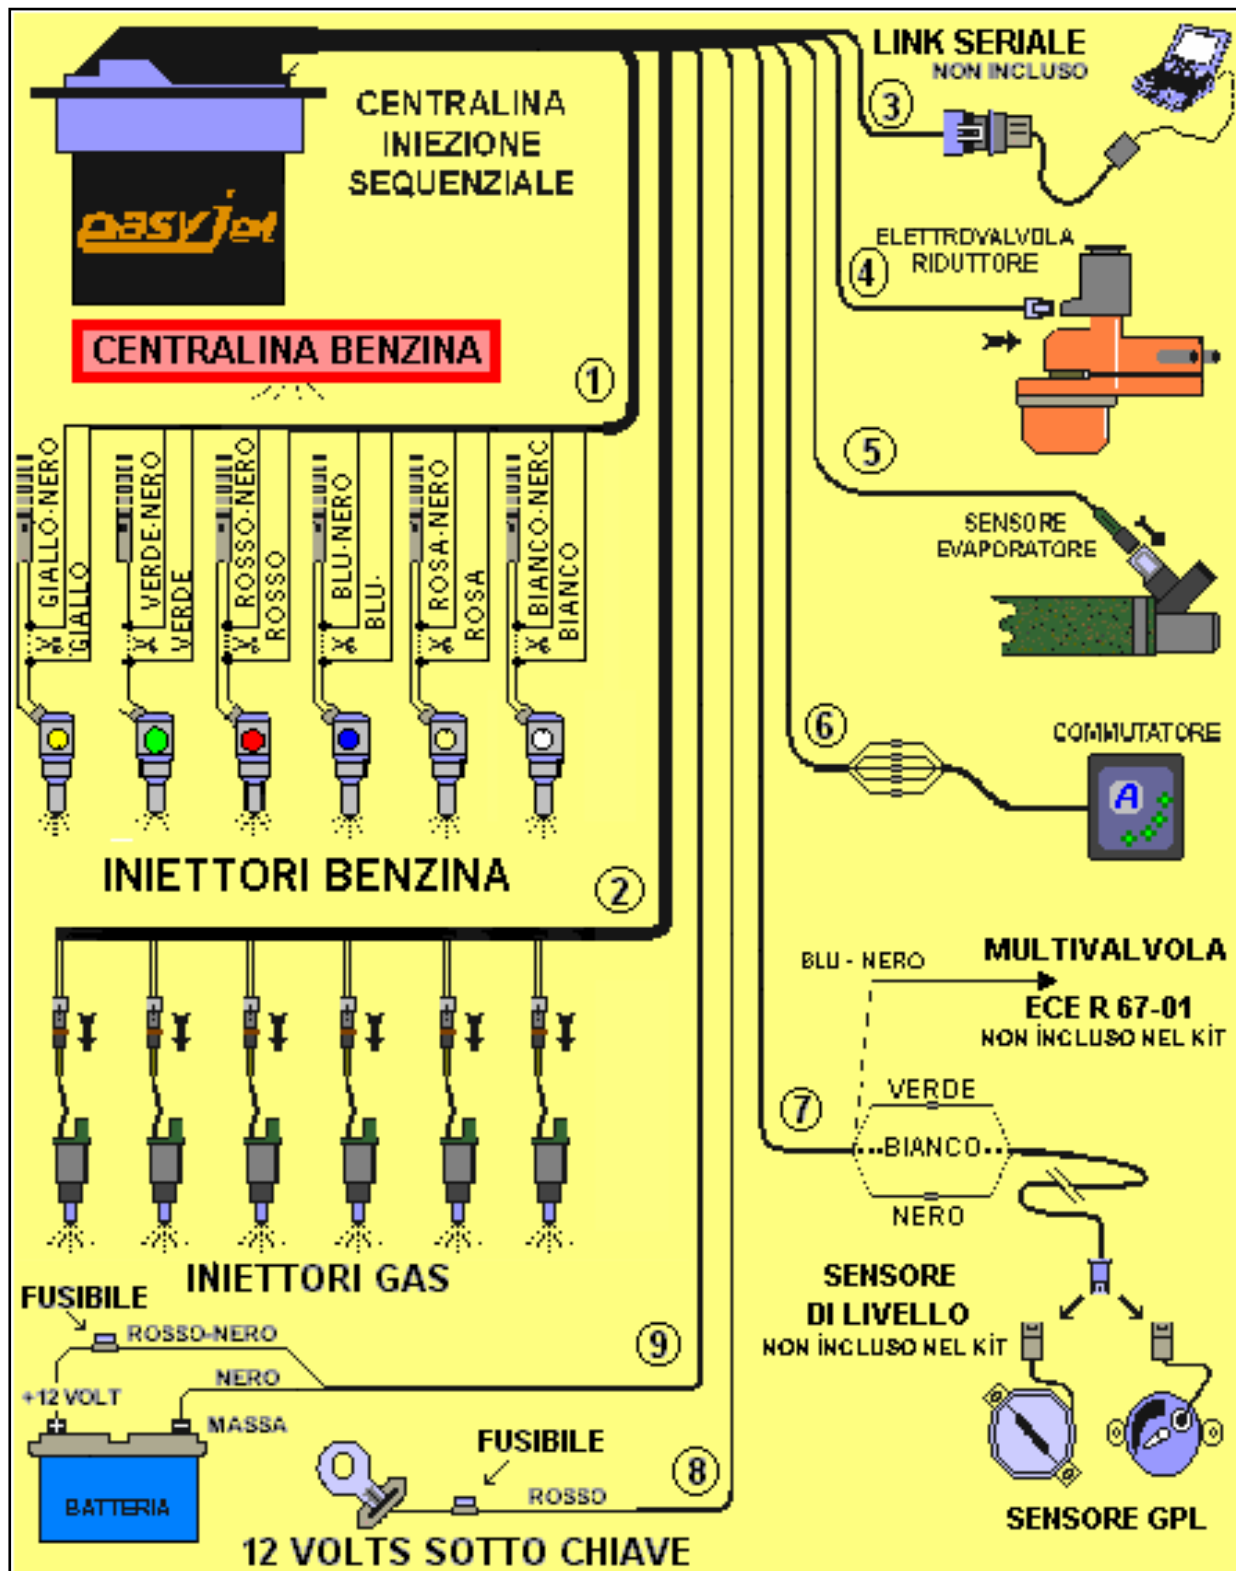 LINK SERIALE
NON INCLUSO
3
CENTRALINA
INIEZIONE
SEQUENZIALE
easyjet
ELETTROVALVOLA
RIDUTTORE
4
CENTRALINA BENZINA
1
5
GIALLO-NERO
GIALLO
VERDE-NERO
VERDE
ROSSO-NERO
ROSSO
BLU-NERO
BLU-
ROSA-NERO
ROSA
BIANCO-NERC
BIANCO
SENSORE
EVAPORATORE
6
COMMUTATORE
A
INIETTORI BENZINA
2
BLU - NERO
MULTIVALVOLA
ECE R 67-01
NON INCLUSO NEL KIT
7
VERDE
BIANCO
NERO
INIETTORI GAS
SENSORE
DI LIVELLO
NON INCLUSO NEL KIT
FUSIBILE
ROSSO-NERO
9
+12 VOLT
NERO
MASSA
BATTERIA
FUSIBILE
8
ROSSO
12 VOLTS SOTTO CHIAVE
SENSORE GPL